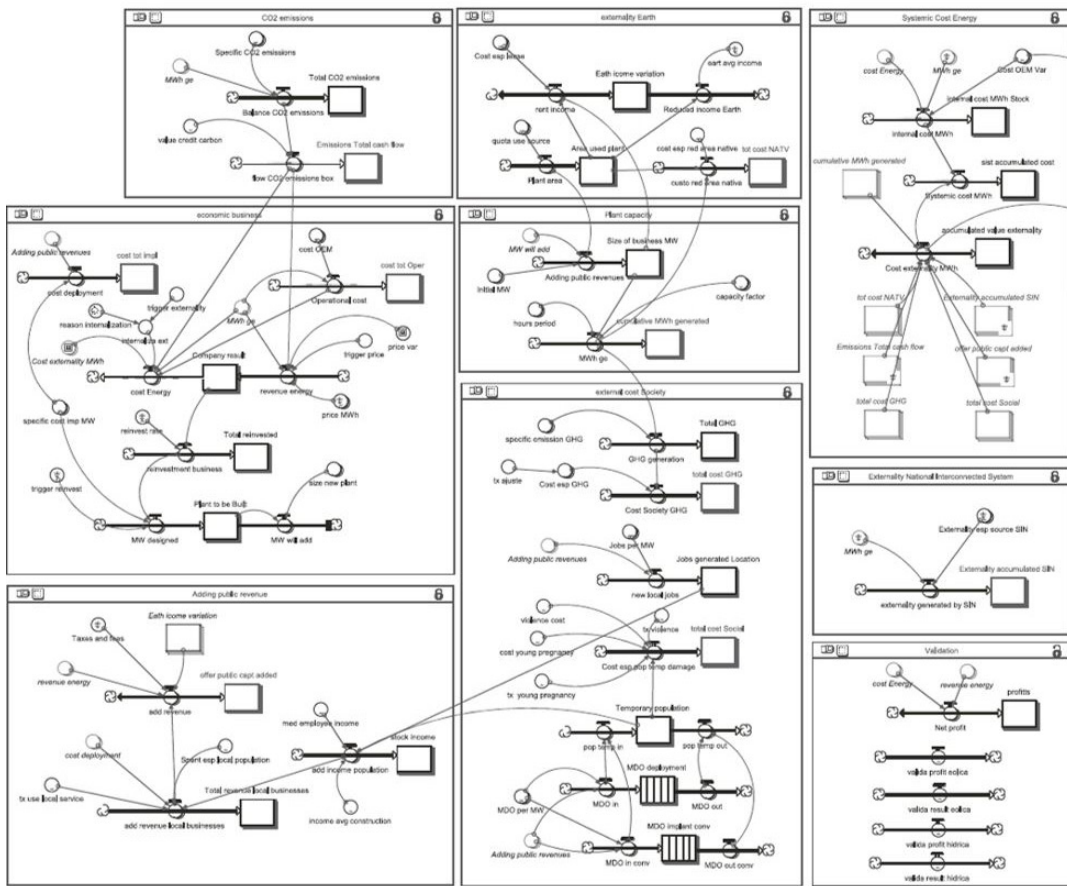 CO2 emissions
Specific CO2 emissions
MWh ge
Total CO2 emissions
Balance CO2 emissions
value credit carbon
Emissions Total cash flow
flow CO2 emissions box
externality Earth
Cost esp lease
eart avg income
Eath icome variation
rent income
Reduced income Earth
quota use source
Area used plant
cost esp red area native
tot cost NATV
Plant area
custo red area nativa
Systemic Cost Energy
cost Energy
MWh ge
Cost OEM Var
internal cost MWh Stock
internal cost MWh
cumulative MWh generated
sist accumulated cost
Systemic cost MWh
accumulated value externality
Cost externality MWh
tot cost NATV
Externality accumulated SIN
Emissions Total cash flow
offer public capt added
total cost GHG
total cost Social
economic business
Adding public revenues
cost tot impl
cost OEM
cost tot Oper
cost deployment
Operational cost
trigger externality
reason internalization
MWh ge
internaliza ext
trigger price
price var
Cost externality MWh
Company result
cost Energy
revenue energy
specific cost imp MW
price MWh
reinvest rate
Total reinvested
reinvestment business
trigger reinvest
size new plant
Plant to be Built
MW designed
MW will add
Plant capacity
MW will add
Size of business MW
Initial MW
Adding public revenues
capacity factor
hours period
cumulative MWh generated
MWh ge
external cost Society
specific emission GHG
Total GHG
GHG generation
tx ajuste
Cost esp GHG
total cost GHG
Cost Society GHG
Jobs per MW
Adding public revenues
Jobs generated Location
new local jobs
violence cost
tx violence
total cost Social
cost young pregnancy
Cost esp pop temp damage
tx young pregnancy
Temporary population
pop temp in
pop temp out
MDO deployment
MDO per MW
MDO in
MDO out
MDO implant conv
Adding public revenues
MDO in conv
MDO out conv
Externality National Interconnected System
Externality esp source SIN
MWh ge
Externality accumulated SIN
externality generated by SIN
Adding public revenue
Eath icome variation
Taxes and fees
revenue energy
offer public capt added
add revenue
med employee income
stock income
cost deployment
Spent esp local population
add income population
tx use local service
Total revenue local businesses
add revenue local businesses
income avg construction
Validation
cost Energy
revenue energy
profitis
Net profit
valida profit eolica
valida result eolica
valida profit hidrica
valida result hidrica